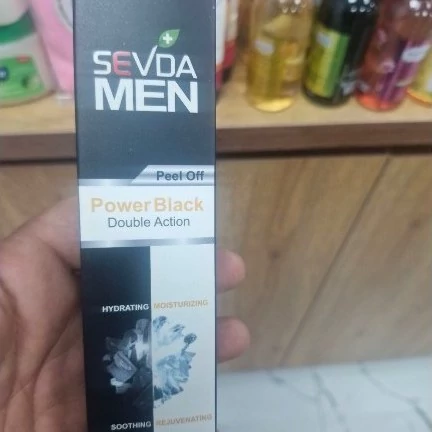 SEVDA
MEN
Peel Off
Power Black
Double Action
HYDRATING MOISTURIZING
SOOTHING REJUVENATING